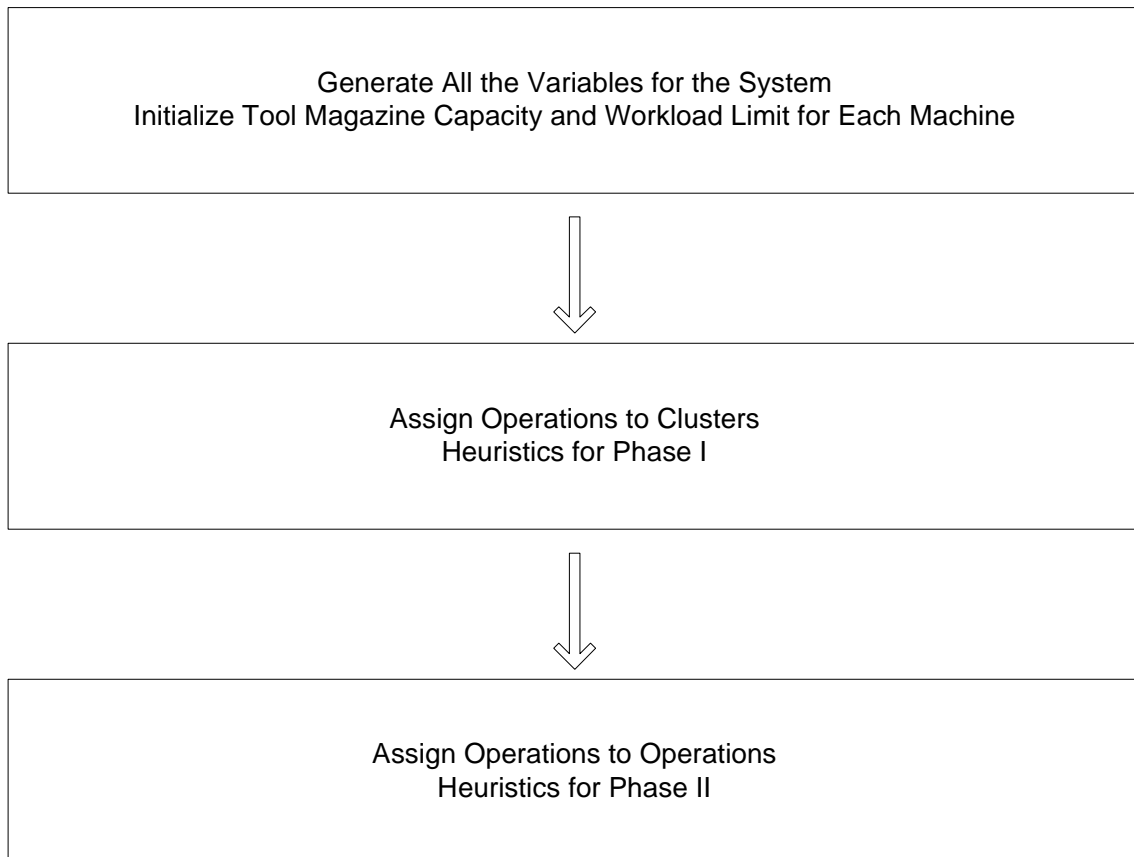 Generate All the Variables for the System
Initialize Tool Magazine Capacity and Workload Limit for Each Machine
Assign Operations to Clusters
Heuristics for Phase I
Assign Operations to Operations
Heuristics for Phase II